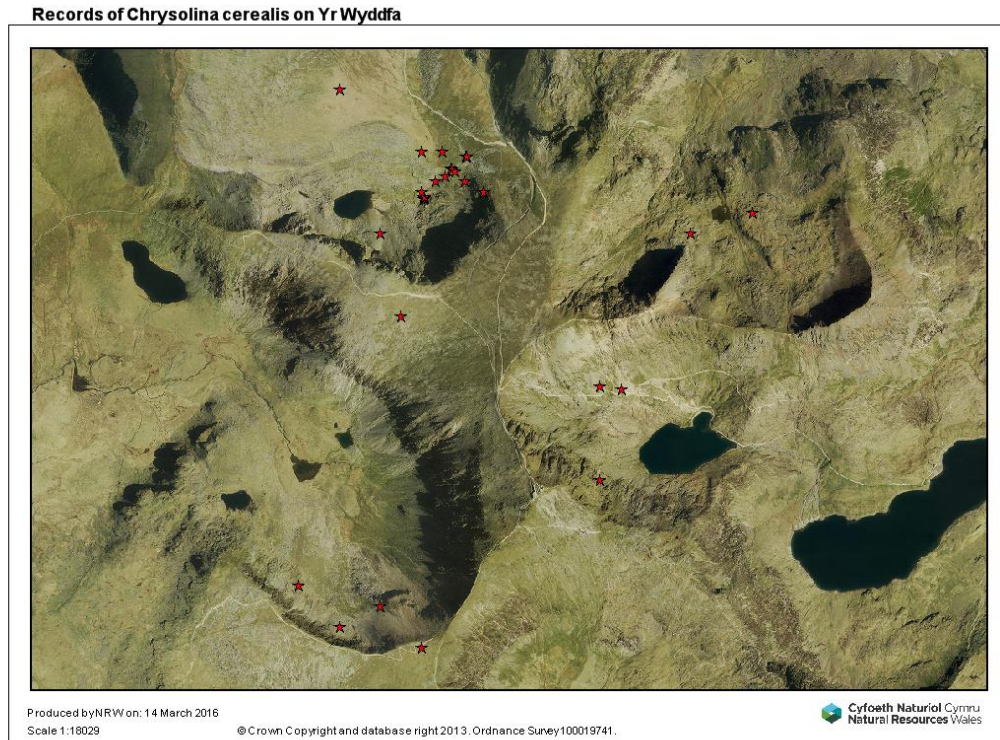 Records of Chrysolina cerealis on Yr Wyddfa
Produced by NRW on: 14 March 2016
Scale 1:18029
© Crown Copyright and database right 2013. Ordnance Survey 100019741.
Cyfoeth Naturiol Cymru
Natural Resources Wales